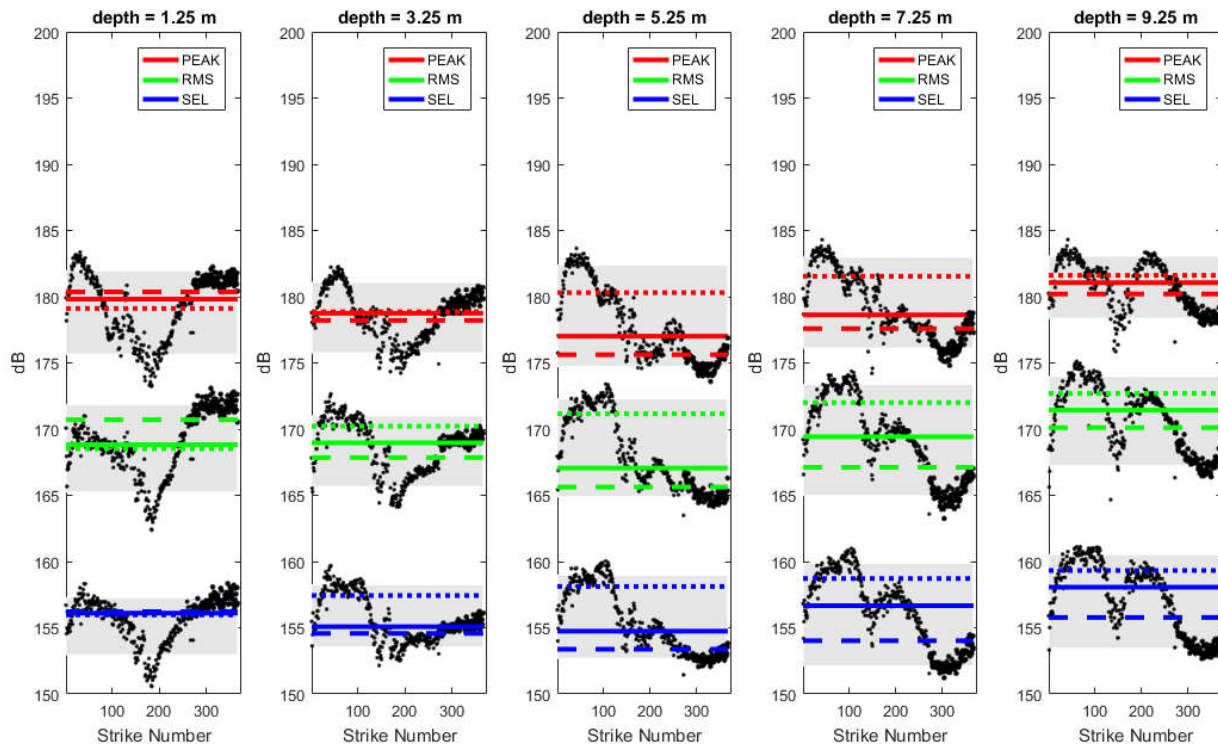 depth = 1.25 m
200
195
190
185
180
175
170
165
160
155
150
dB
PEAK
RMS
SEL
100 200 300
Strike Number
depth = 3.25 m
200
195
190
185
180
175
170
165
160
155
150
dB
PEAK
RMS
SEL
100 200 300
Strike Number
depth = 5.25 m
200
195
190
185
180
175
170
165
160
155
150
dB
PEAK
RMS
SEL
100 200 300
Strike Number
depth = 7.25 m
200
195
190
185
180
175
170
165
160
155
150
dB
PEAK
RMS
SEL
100 200 300
Strike Number
depth = 9.25 m
200
195
190
185
180
175
170
165
160
155
150
dB
PEAK
RMS
SEL
100 200 300
Strike Number